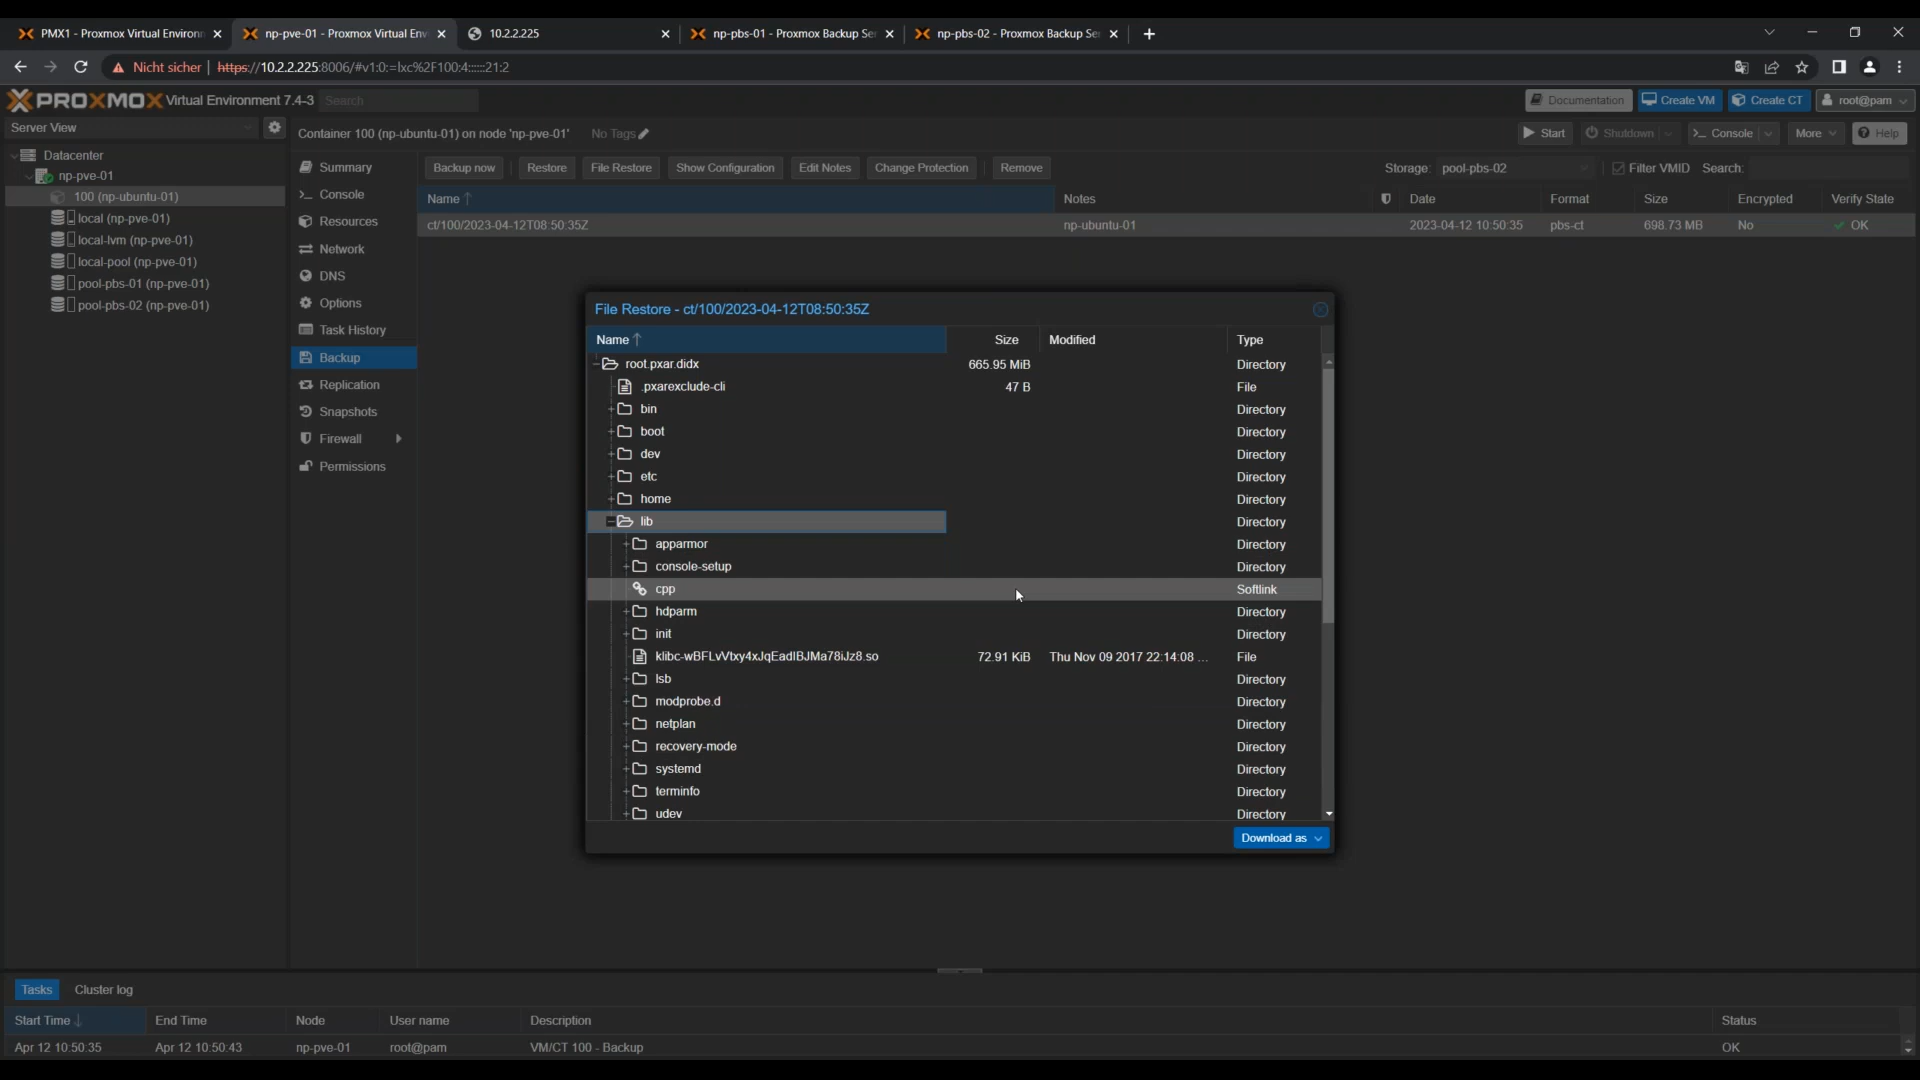 PMX1 - Proxmox Virtual Environ
np-pve-01 - Proxmox Virtual Env
10.2.2.225
np-pbs-01 - Proxmox Backup Se
np-pbs-02 - Proxmox Backup Se
Nicht sicher | https://10.2.2.225:8006/#v1:0:=lxc%2F100:4::::::21:2
PROXMOX Virtual Environment 7.4-3 Search
Documentation Create VM Create CT root@pam
Server View
Container 100 (np-ubuntu-01) on node 'np-pve-01' No Tags
Start Shutdown Console More Help
Datacenter
np-pve-01
100 (np-ubuntu-01)
local (np-pve-01)
local-lvm (np-pve-01)
local-pool (np-pve-01)
pool-pbs-01 (np-pve-01)
pool-pbs-02 (np-pve-01)
Summary
Console
Resources
Network
DNS
Options
Task History
Backup
Replication
Snapshots
Firewall
Permissions
Backup now Restore File Restore Show Configuration Edit Notes Change Protection Remove Storage: pool-pbs-02 Filter VMID Search:
Name Notes Date Format Size Encrypted Verify State
ct/100/2023-04-12T08:50:35Z np-ubuntu-01 2023-04-12 10:50:35 pbs-ct 698.73 MB No OK
File Restore - ct/100/2023-04-12T08:50:35Z
Name Size Modified Type
root.pxar.didx 665.95 MiB Directory
.pxarexclude-cli 47 B File
bin Directory
boot Directory
dev Directory
etc Directory
home Directory
lib Directory
apparmor Directory
console-setup Directory
cpp Softlink
hdparm Directory
init Directory
72.91 KiB Thu Nov 09 2017 22:14:08 ... File
lsb Directory
modprobe.d Directory
netplan Directory
recovery-mode Directory
systemd Directory
terminfo Directory
udev Directory
Download as
Tasks Cluster log
Start Time End Time Node User name Description Status
Apr 12 10:50:35 Apr 12 10:50:43 np-pve-01 root@pam VM/CT 100 - Backup OK